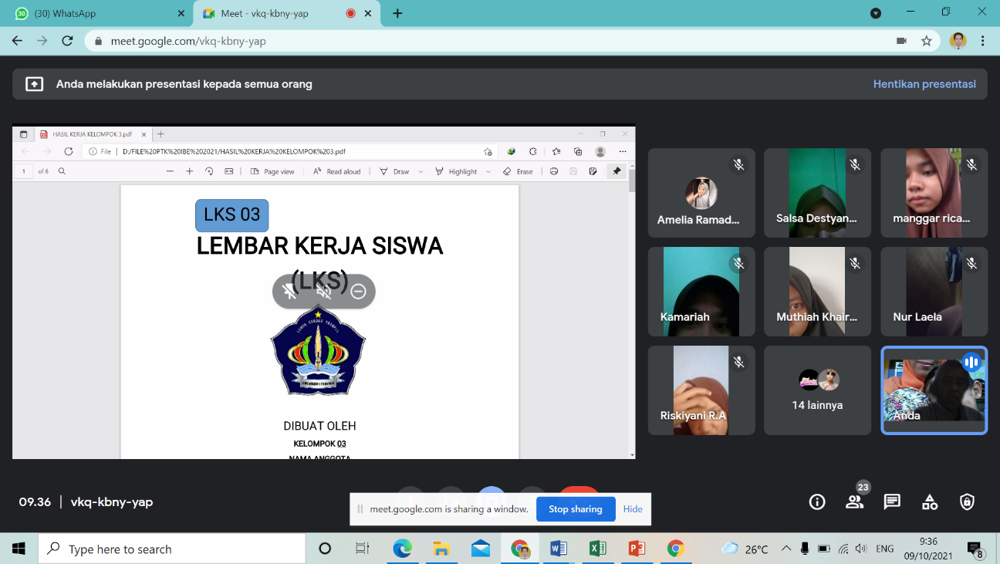 (30) WhatsApp
Meet - vkq-kbny-yap
meet.google.com/vkq-kbny-yap
Anda melakukan presentasi kepada semua orang
Hentikan presentasi
HASIL KERJA KELOMPOK 3.pdf
File
D:/FILE%20PTK%20IBE%202021/HASIL%20KERJA%20KELOMPOK%203.pdf
1 of 6
Page view
Read aloud
Draw
Highlight
Erase
LKS 03
LEMBAR KERJA SISWA
(LKS)
DIBUAT OLEH
KELOMPOK 03
NAMA ANGGOTA
Amelia Ramad...
Salsa Destyan...
manggar rica...
Kamariah
Muthiah Khair...
Nur Laela
Riskiyani R.A
14 lainnya
Anda
09.36
vkq-kbny-yap
meet.google.com is sharing a window.
Stop sharing
Hide
23
Type here to search
26°C
ENG
9:36
09/10/2021
8